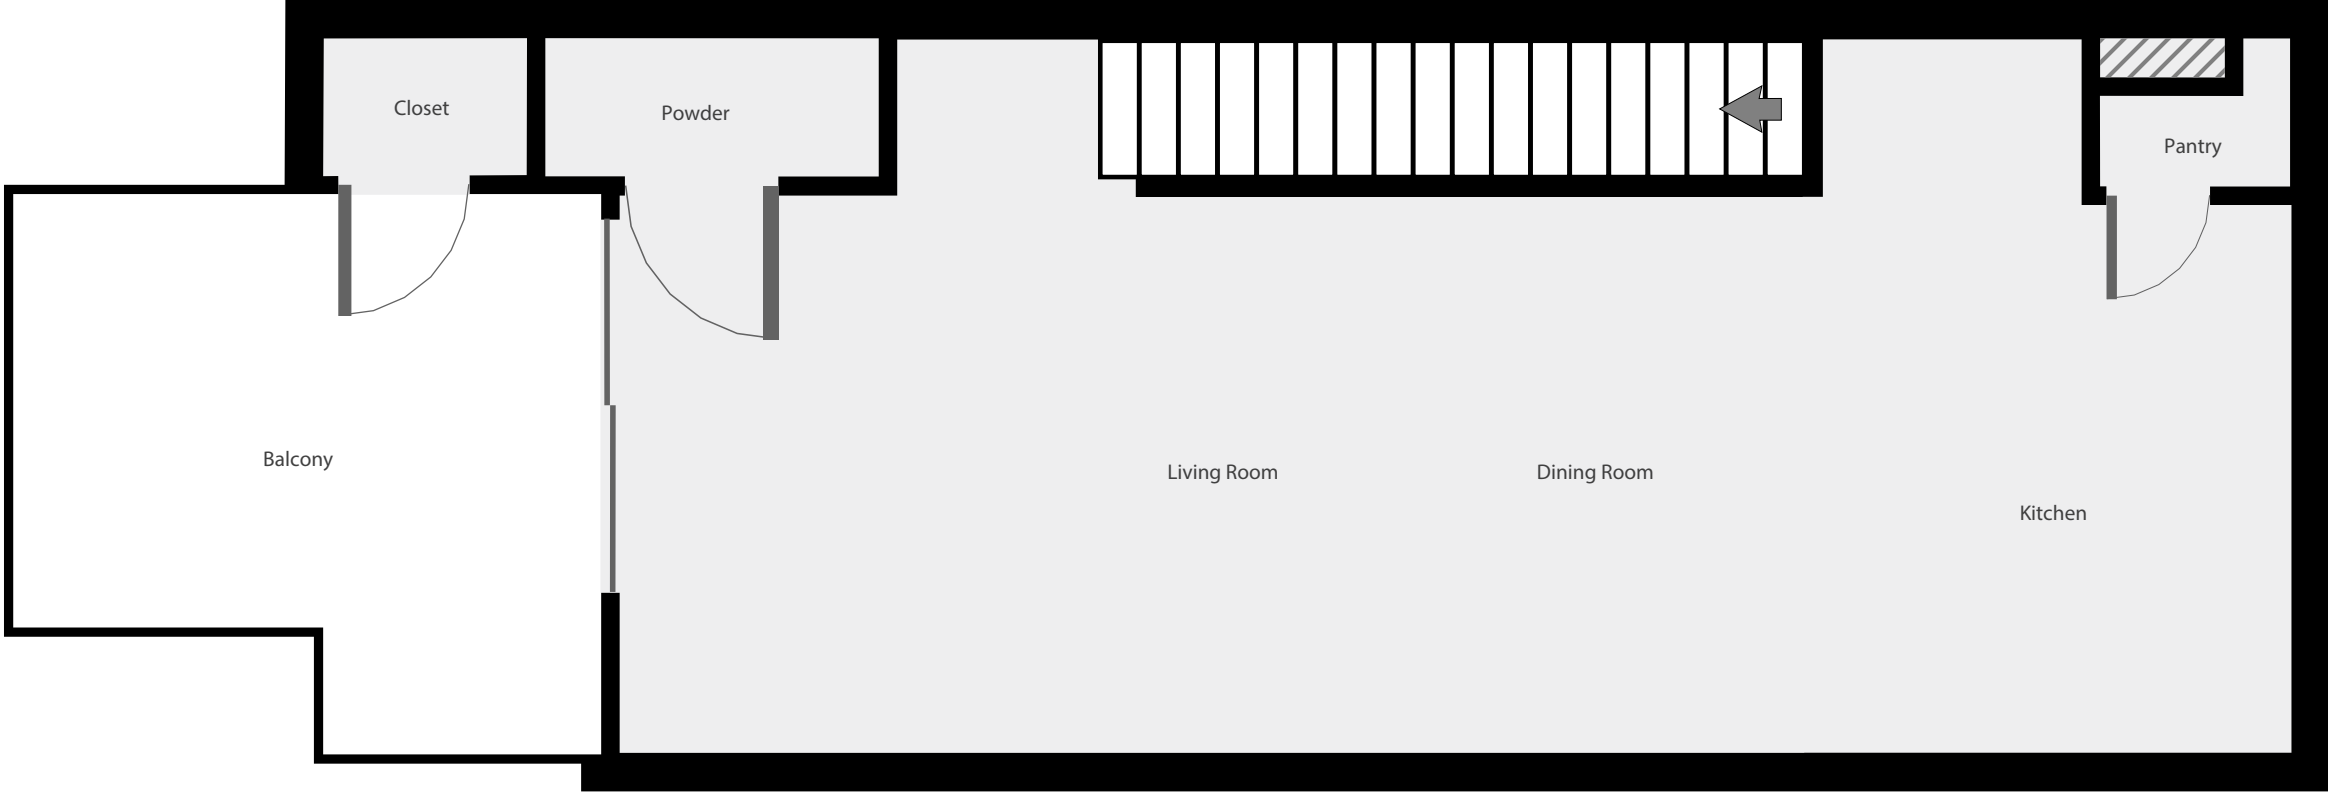 Closet
Powder
Pantry
Balcony
Living Room
Dining Room
Kitchen